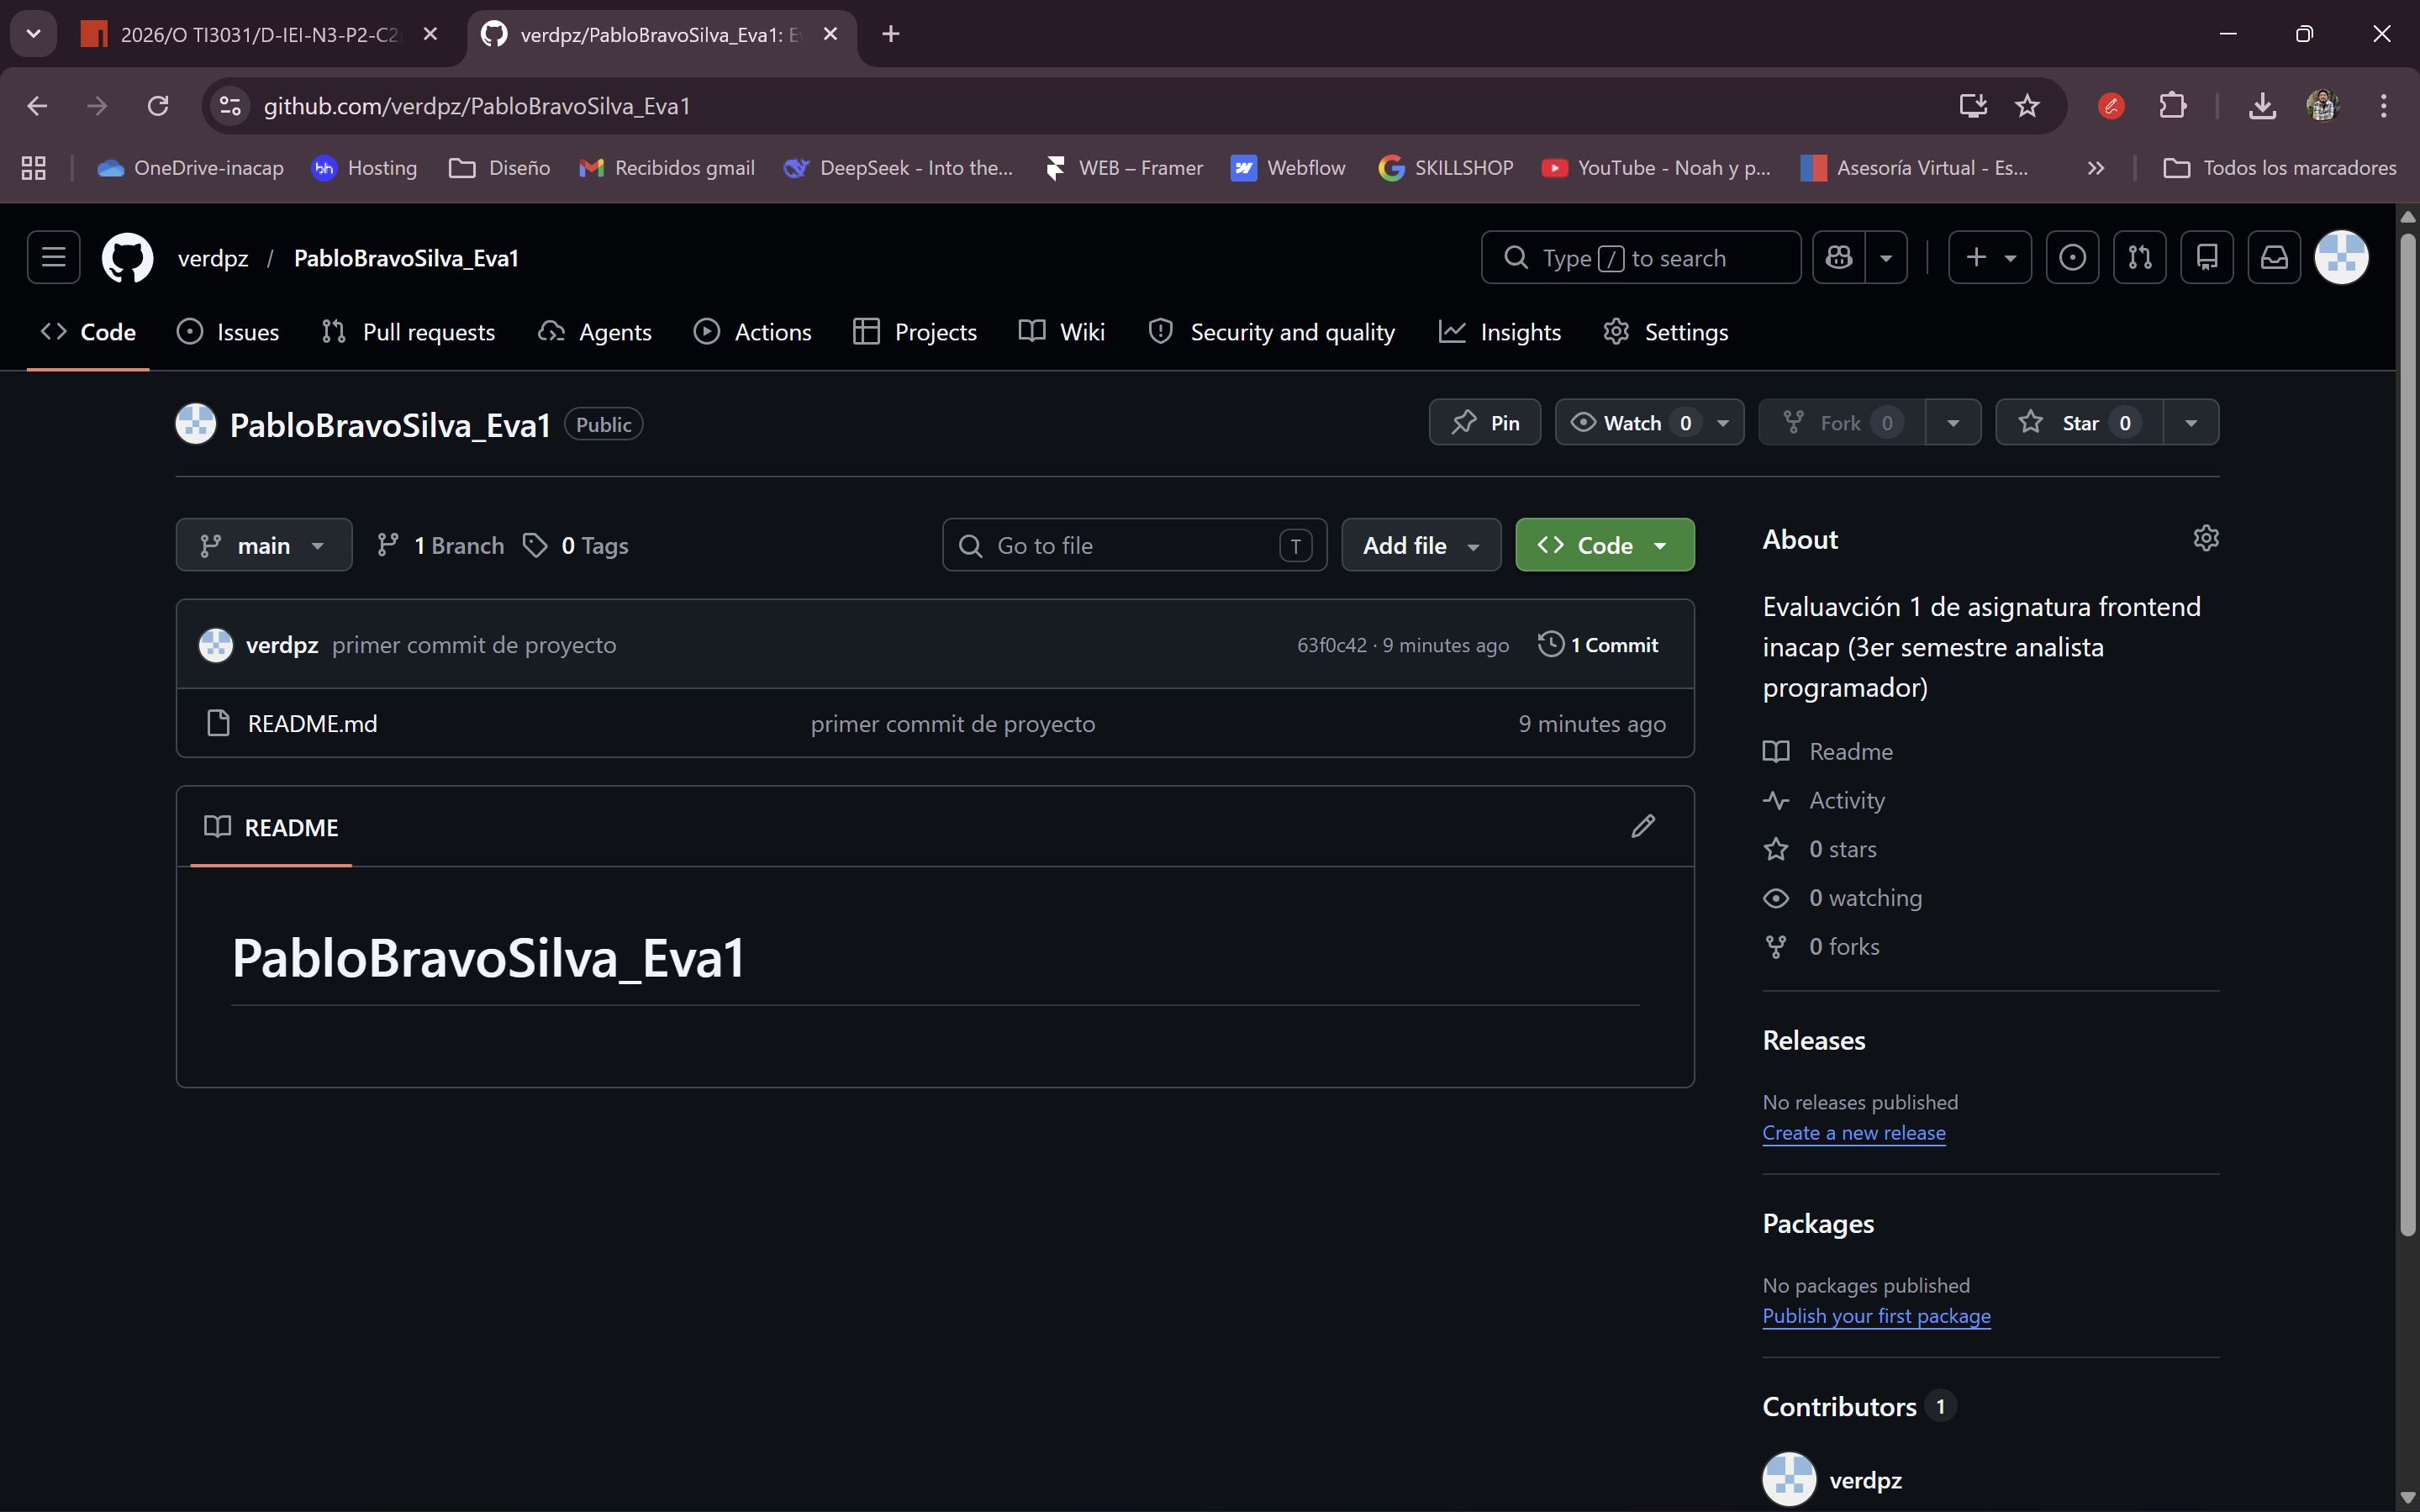 2026/O TI3031/D-IEI-N3-P2-C2
verdpz/PabloBravoSilva_Eva1: E
github.com/verdpz/PabloBravoSilva_Eva1
OneDrive-inacap
Hosting
Diseño
Recibidos gmail
DeepSeek - Into the...
WEB – Framer
Webflow
SKILLSHOP
YouTube - Noah y p...
Asesoría Virtual - Es...
Todos los marcadores
verdpz / PabloBravoSilva_Eva1
Type / to search
Code
Issues
Pull requests
Agents
Actions
Projects
Wiki
Security and quality
Insights
Settings
PabloBravoSilva_Eva1 Public
Pin
Watch 0
Fork 0
Star 0
main
1 Branch
0 Tags
Go to file T
Add file
Code
verdpz primer commit de proyecto
63f0c42 · 9 minutes ago
1 Commit
README.md
primer commit de proyecto
9 minutes ago
README
PabloBravoSilva_Eva1
About
Evaluavción 1 de asignatura frontend
inacap (3er semestre analista
programador)
Readme
Activity
0 stars
0 watching
0 forks
Releases
No releases published
Create a new release
Packages
No packages published
Publish your first package
Contributors 1
verdpz